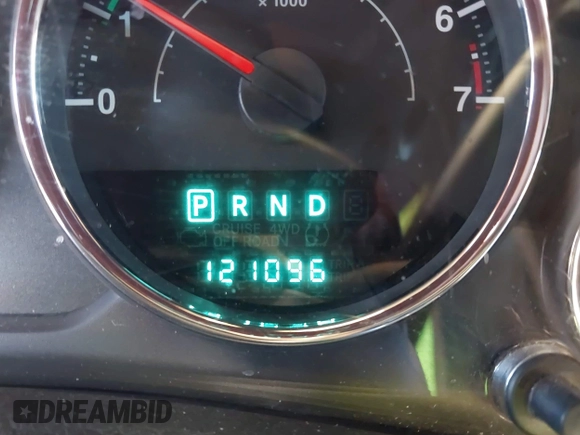 x 1000
1 6
0 7
P R N D
CRUISE 4WD
OFF ROAD
121096
DREAMBID